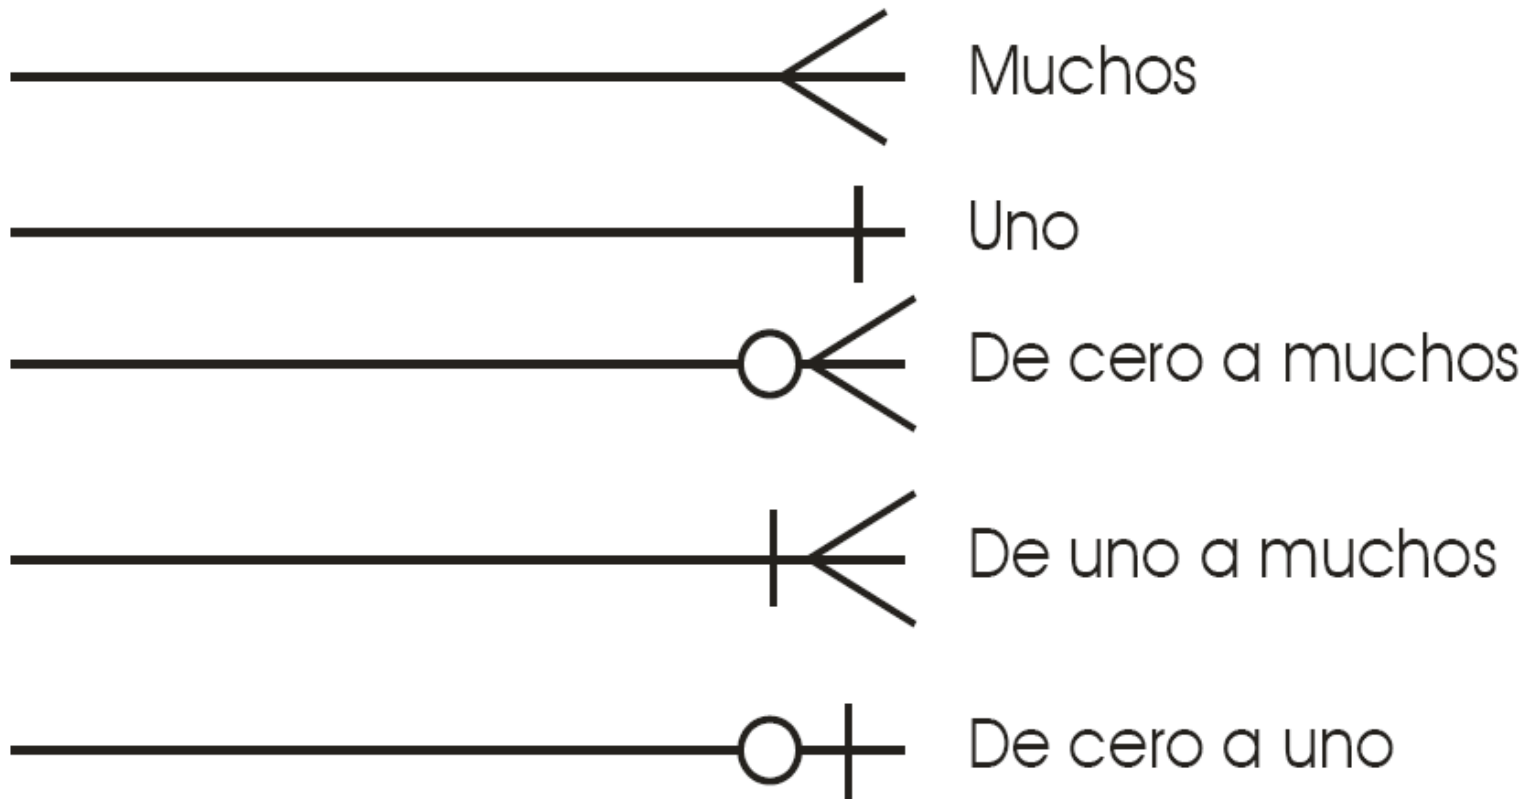 Muchos
Uno
De cero a muchos
De uno a muchos
De cero a uno